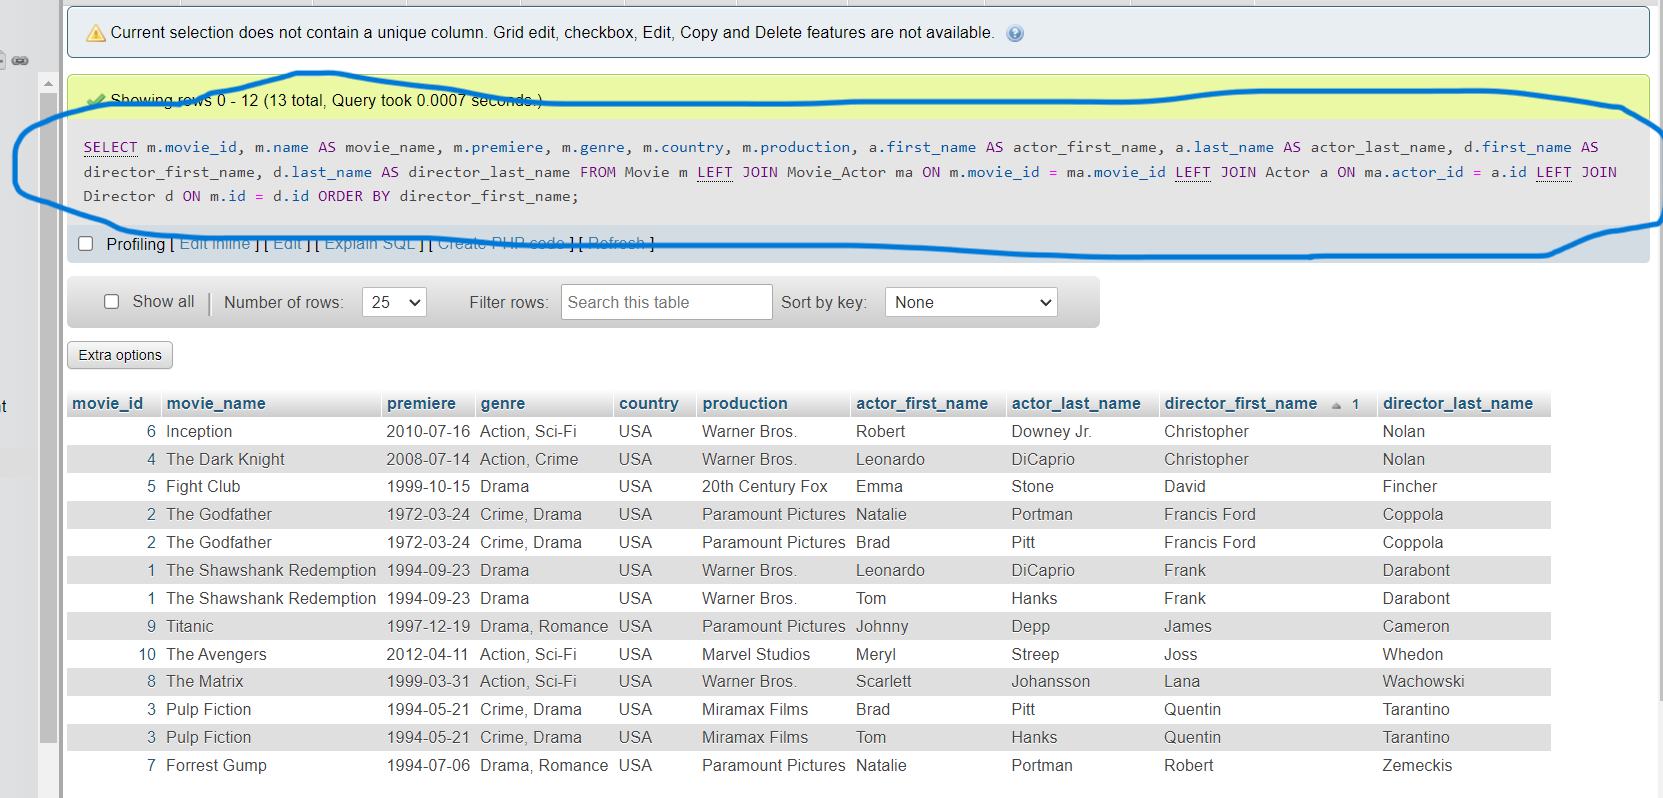 Current selection does not contain a unique column. Grid edit, checkbox, Edit, Copy and Delete features are not available.
Showing rows 0 - 12 (13 total, Query took 0.0007 seconds.)
SELECT m.movie_id, m.name AS movie_name, m.premiere, m.genre, m.country, m.production, a.first_name AS actor_first_name, a.last_name AS actor_last_name, d.first_name AS
director_first_name, d.last_name AS director_last_name FROM Movie m LEFT JOIN Movie_Actor ma ON m.movie_id = ma.movie_id LEFT JOIN Actor a ON ma.actor_id = a.id LEFT JOIN
Director d ON m.id = d.id ORDER BY director_first_name;
Profiling [ Edit inline ] [ Edit ] [ Explain SQL ] [ Create PHP code ] [ Refresh ]
Show all Number of rows: 25 Filter rows: Search this table Sort by key: None
Extra options
movie_id movie_name premiere genre country production actor_first_name actor_last_name director_first_name 1 director_last_name
6 Inception 2010-07-16 Action, Sci-Fi USA Warner Bros. Robert Downey Jr. Christopher Nolan
4 The Dark Knight 2008-07-14 Action, Crime USA Warner Bros. Leonardo DiCaprio Christopher Nolan
5 Fight Club 1999-10-15 Drama USA 20th Century Fox Emma Stone David Fincher
2 The Godfather 1972-03-24 Crime, Drama USA Paramount Pictures Natalie Portman Francis Ford Coppola
2 The Godfather 1972-03-24 Crime, Drama USA Paramount Pictures Brad Pitt Francis Ford Coppola
1 The Shawshank Redemption 1994-09-23 Drama USA Warner Bros. Leonardo DiCaprio Frank Darabont
1 The Shawshank Redemption 1994-09-23 Drama USA Warner Bros. Tom Hanks Frank Darabont
9 Titanic 1997-12-19 Drama, Romance USA Paramount Pictures Johnny Depp James Cameron
10 The Avengers 2012-04-11 Action, Sci-Fi USA Marvel Studios Meryl Streep Joss Whedon
8 The Matrix 1999-03-31 Action, Sci-Fi USA Warner Bros. Scarlett Johansson Lana Wachowski
3 Pulp Fiction 1994-05-21 Crime, Drama USA Miramax Films Brad Pitt Quentin Tarantino
3 Pulp Fiction 1994-05-21 Crime, Drama USA Miramax Films Tom Hanks Quentin Tarantino
7 Forrest Gump 1994-07-06 Drama, Romance USA Paramount Pictures Natalie Portman Robert Zemeckis